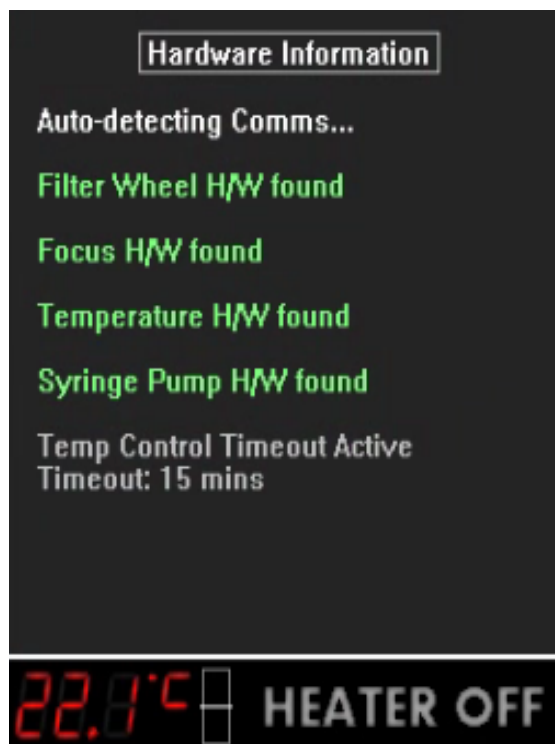 Hardware Information
Auto-detecting Comms...
Filter Wheel H/W found
Focus H/W found
Temperature H/W found
Syringe Pump H/W found
Temp Control Timeout Active
Timeout: 15 mins
22.1°C HEATER OFF